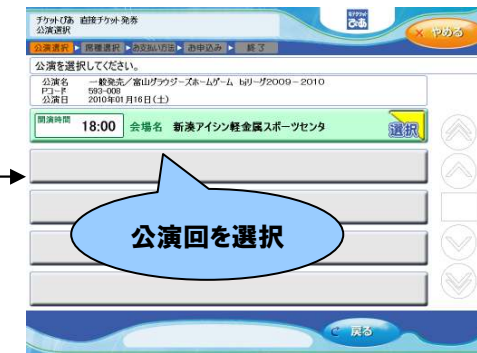 チケットぴあ 直接チケット発券
公演選択
電子チケット
ぴあ
× やめる
公演選択 ▶ 席種選択 ▶ お支払い方法 ▶ お申込み ▶ 終了
公演を選択してください。
公演名 一般発売/富山グラウジーズホームゲーム bjリーグ2009-2010
Pコード 593-008
公演日 2010年01月16日(土)
開演時間 18:00 会場名 新湊アイシン軽金属スポーツセンタ 選択
公演回を選択
戻る